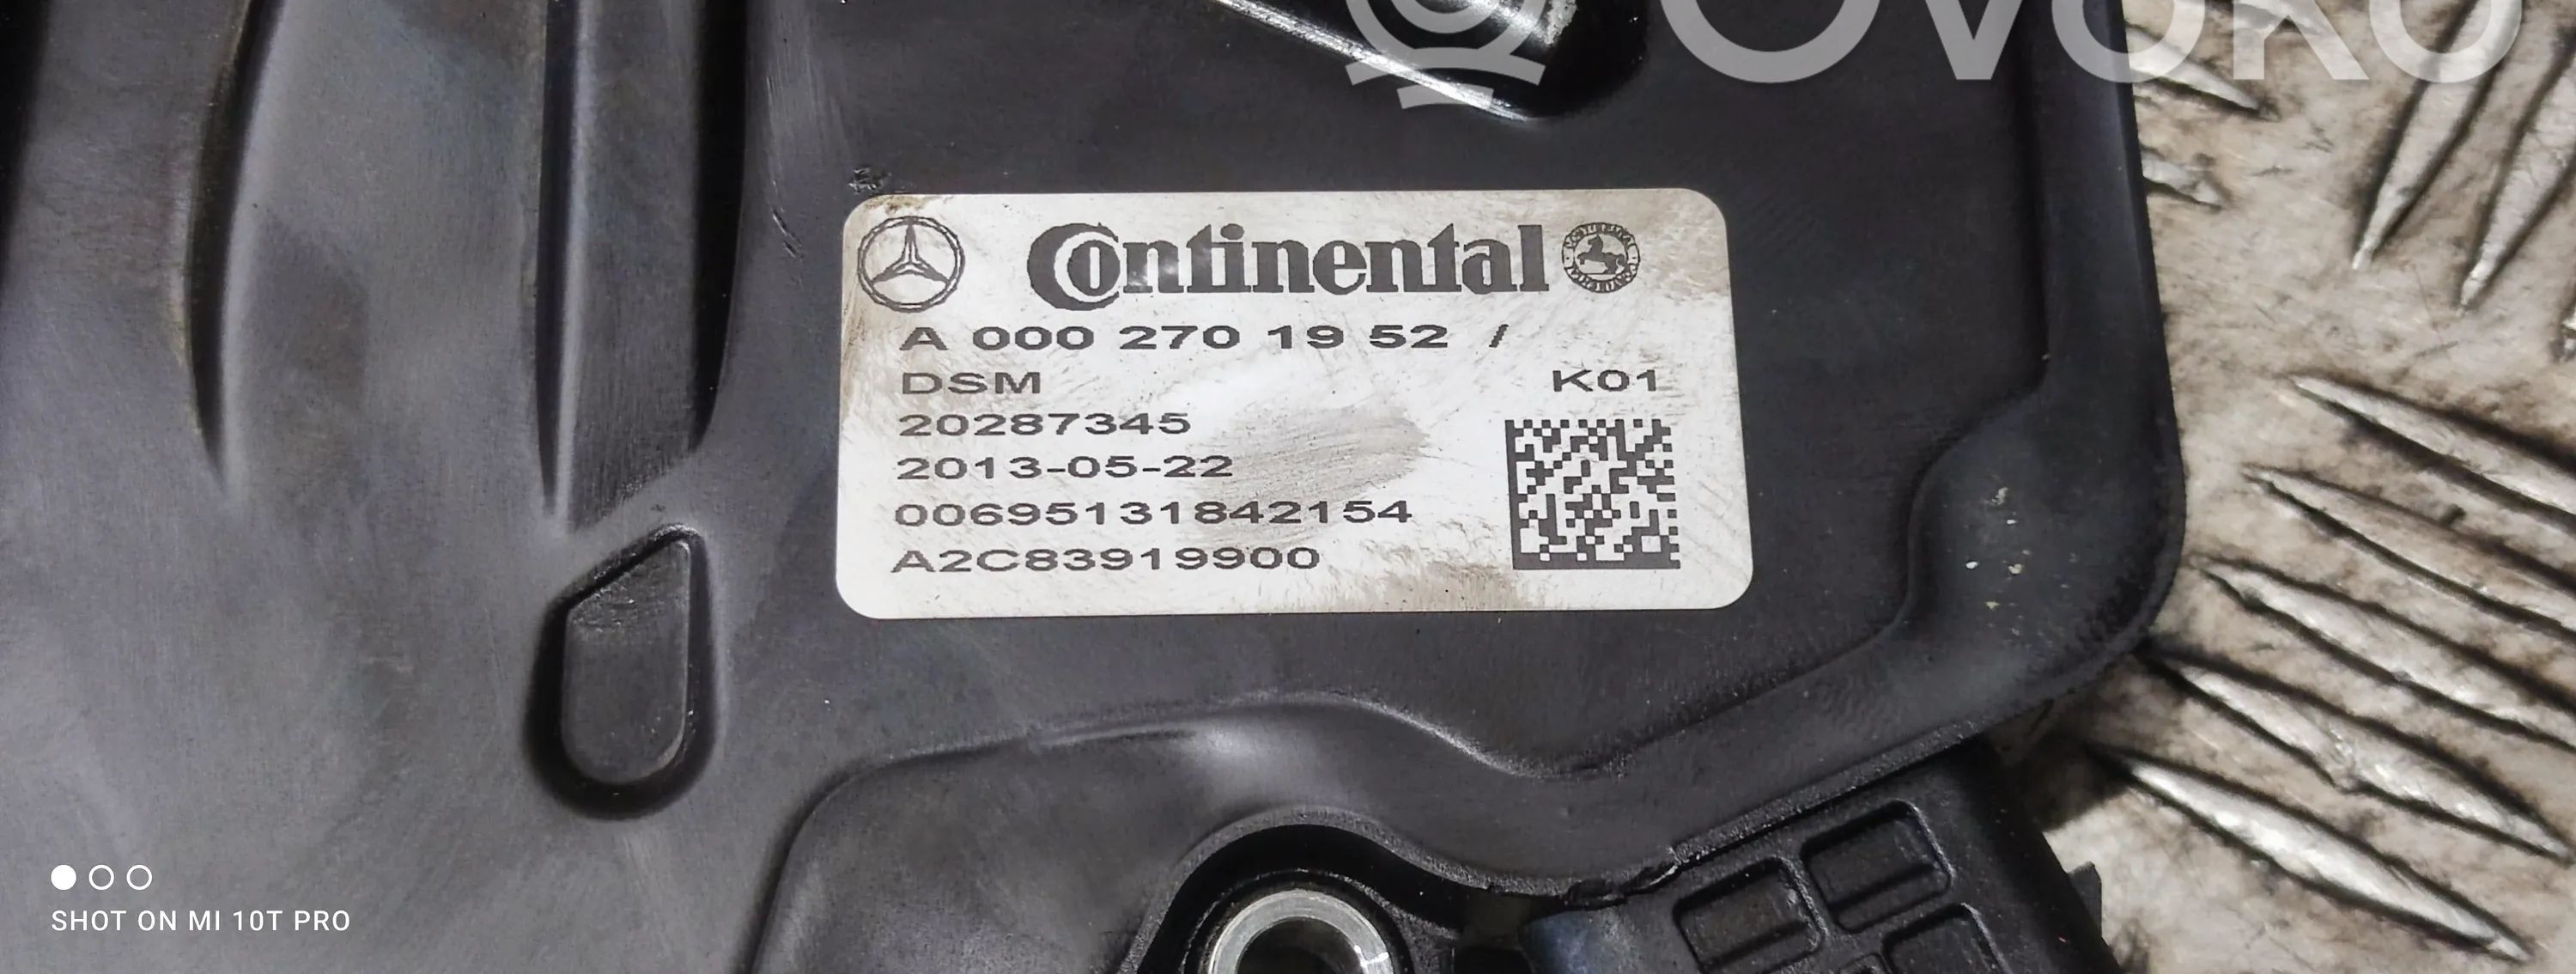 OVOKO
Continental
A 000 270 19 52 /
DSM K01
20287345
2013-05-22
00695131842154
A2C83919900
SHOT ON MI 10T PRO